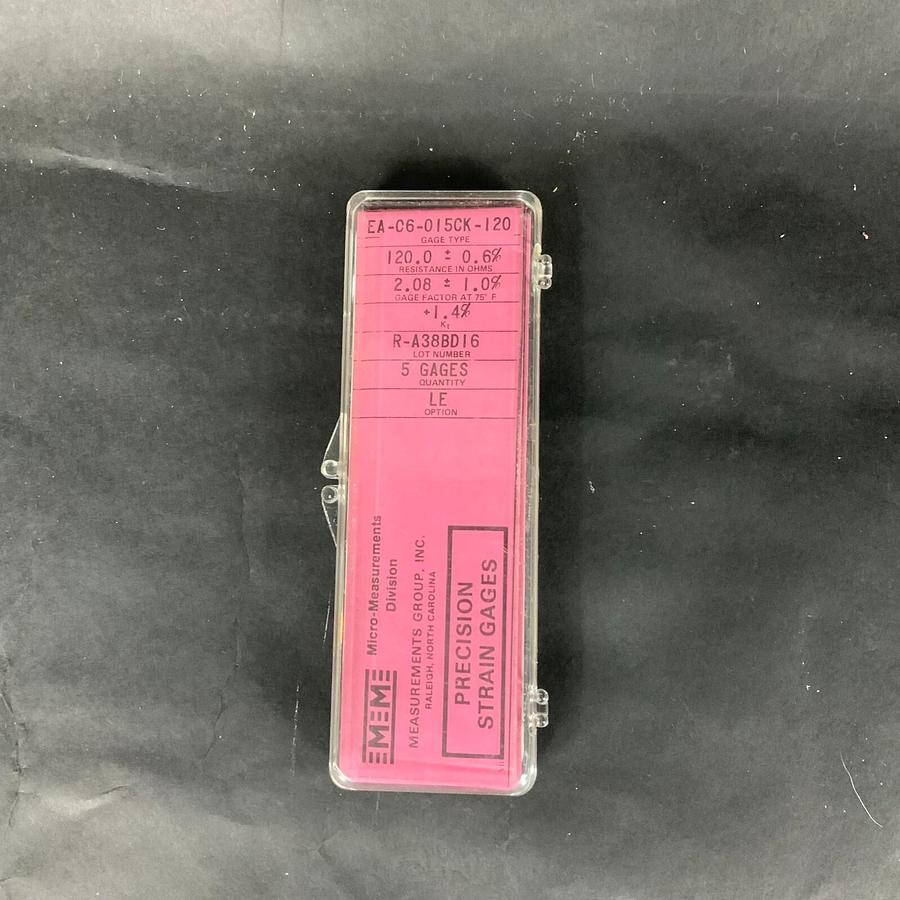 EA-06-015CK-120
GAGE TYPE
120.0 ± 0.6%
RESISTANCE IN OHMS
2.08 ± 1.0%
GAGE FACTOR AT 75° F
+1.4%
Kt
R-A38BD16
LOT NUMBER
5 GAGES
QUANTITY
LE
OPTION
MM
Micro-Measurements
Division
MEASUREMENTS GROUP, INC.
RALEIGH, NORTH CAROLINA
PRECISION
STRAIN GAGES